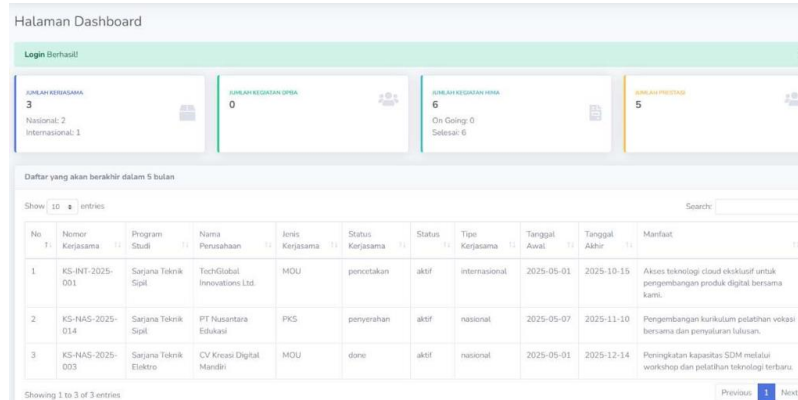 Halaman Dashboard
Login Berhasil!
JUMLAH KERJASAMA
3
Nasional: 2
Internasional: 1
JUMLAH KEGIATAN DPBA
0
JUMLAH KEGIATAN HIMA
6
On Going: 0
Selesai: 6
JUMLAH PRESTASI
5
Daftar yang akan berakhir dalam 5 bulan
Show 10 entries
Search:
No Nomor Kerjasama Program Studi Nama Perusahaan Jenis Kerjasama Status Kerjasama Status Tipe Kerjasama Tanggal Awal Tanggal Akhir Manfaat
1 KS-INT-2025-001 Sarjana Teknik Sipil TechGlobal Innovations Ltd. MOU pencetakan aktif internasional 2025-05-01 2025-10-15 Akses teknologi cloud eksklusif untuk pengembangan produk digital bersama kami.
2 KS-NAS-2025-014 Sarjana Teknik Sipil PT Nusantara Edukasi PKS penyerahan aktif nasional 2025-05-07 2025-11-10 Pengembangan kurikulum pelatihan vokasi bersama dan penyaluran lulusan.
3 KS-NAS-2025-003 Sarjana Teknik Elektro CV Kreasi Digital Mandiri MOU done aktif nasional 2025-05-01 2025-12-14 Peningkatan kapasitas SDM melalui workshop dan pelatihan teknologi terbaru.
Showing 1 to 3 of 3 entries
Previous 1 Next